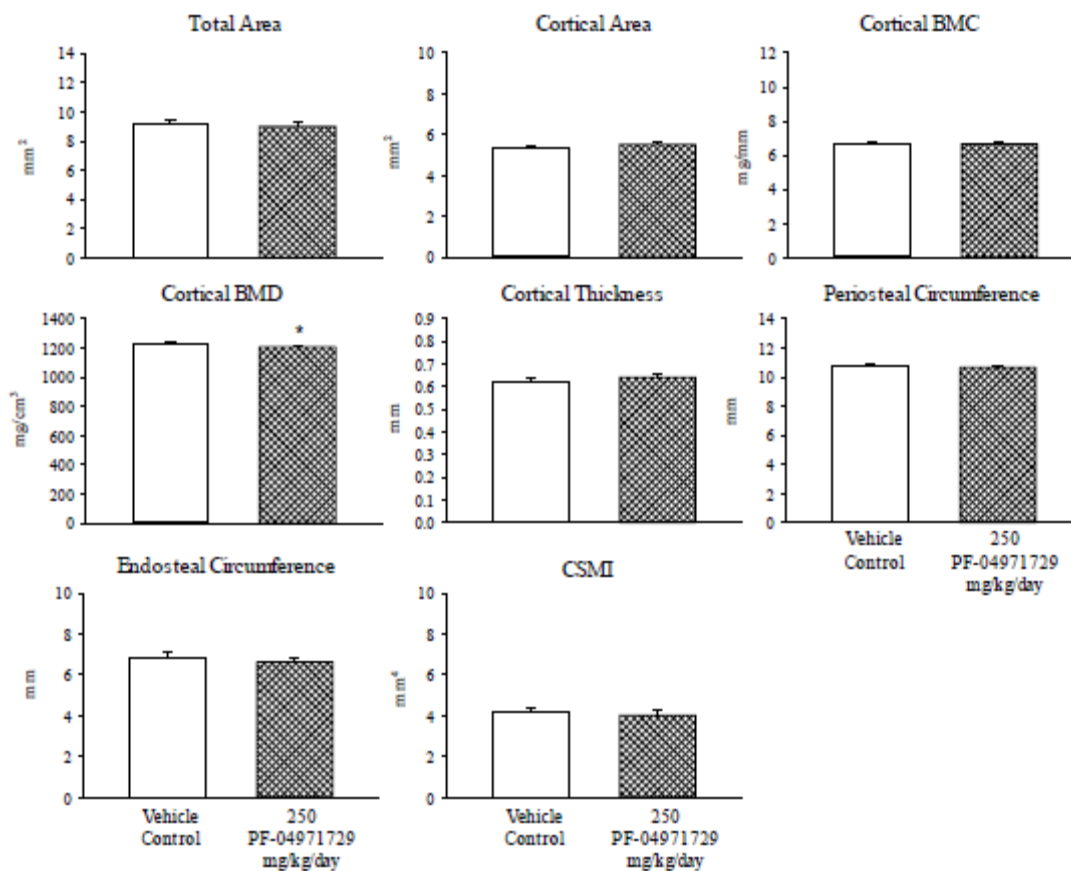 Total Area
Cortical Area
Cortical BMC
14
12
10
8
6
4
2
0
mm²
10
8
6
4
2
0
mm²
12
10
8
6
4
2
0
mg/mm
Cortical BMD
Cortical Thickness
Periosteal Circumference
1400
1200
1000
800
600
400
200
0
mg/cm³
*
0.9
0.8
0.7
0.6
0.5
0.4
0.3
0.2
0.1
0.0
mm
14
12
10
8
6
4
2
0
mm
Vehicle
Control
250
PF-04971729
mg/kg/day
Endosteal Circumference
CSMI
10
8
6
4
2
0
mm
Vehicle
Control
250
PF-04971729
mg/kg/day
10
8
6
4
2
0
mm⁴
Vehicle
Control
250
PF-04971729
mg/kg/day